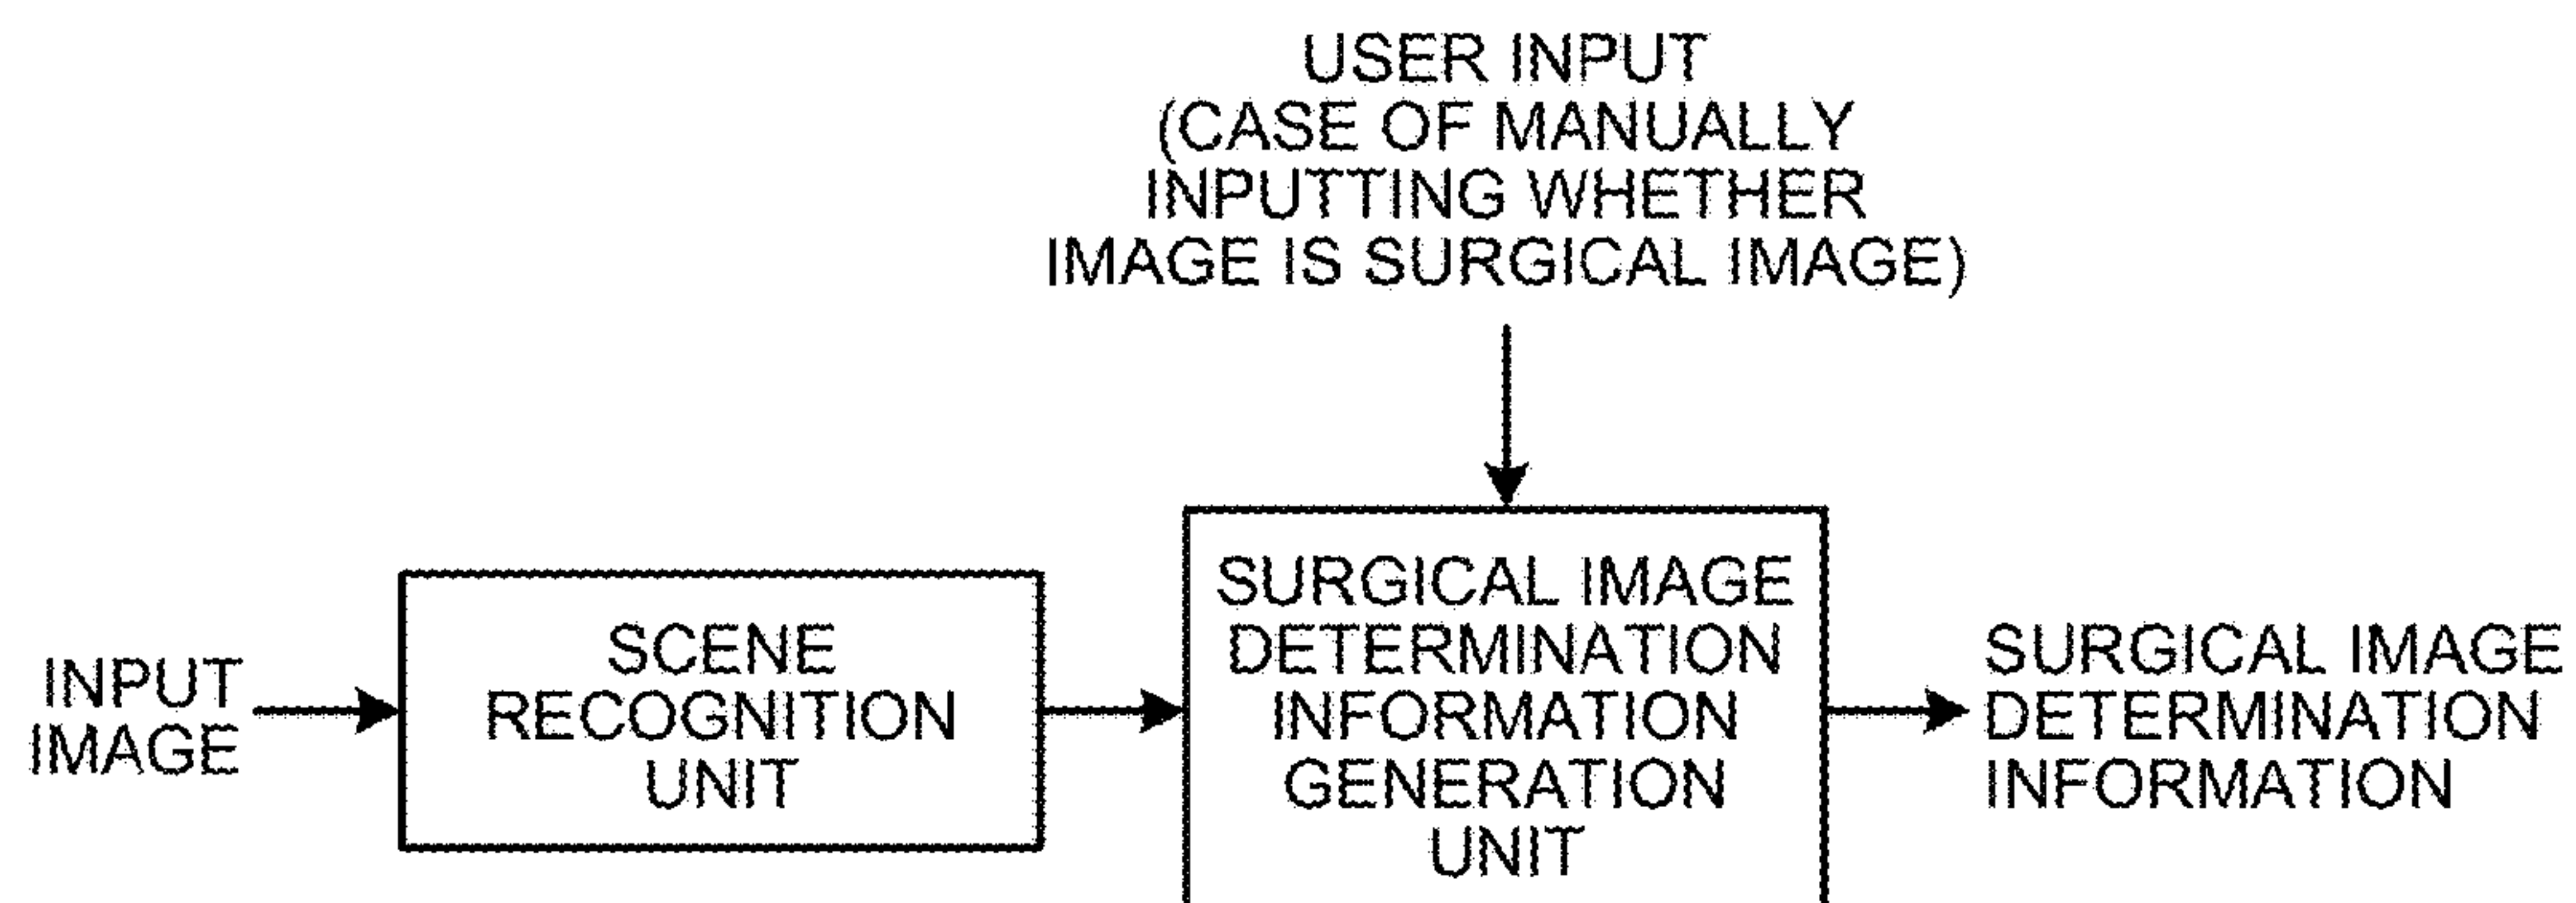 USER INPUT
(CASE OF MANUALLY
INPUTTING WHETHER
IMAGE IS SURGICAL IMAGE)
INPUT
IMAGE
SCENE
RECOGNITION
UNIT
SURGICAL IMAGE
DETERMINATION
INFORMATION
GENERATION
UNIT
SURGICAL IMAGE
DETERMINATION
INFORMATION